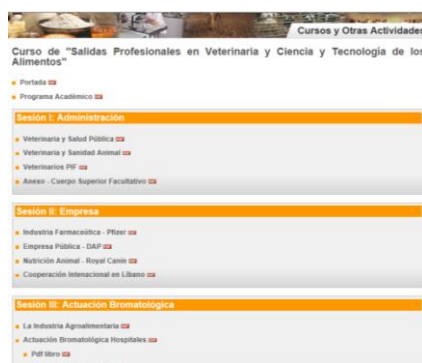 Cursos y Otras Actividades
Curso de "Salidas Profesionales en Veterinaria y Ciencia y Tecnología de los
Alimentos"
Portada
Programa Académico
Sesión I: Administración
Veterinaria y Salud Pública
Veterinaria y Sanidad Animal
Veterinarios PIF
Anexo - Cuerpo Superior Facultativo
Sesión II: Empresa
Industria Farmaceútica - Pfizer
Empresa Pública - DAP
Nutrición Animal - Royal Canin
Cooperación Intenacional en Líbano
Sesión III: Actuación Bromatológica
La Industria Agroalimentaria
Actuación Bromatológica Hospitales
Pdf libro